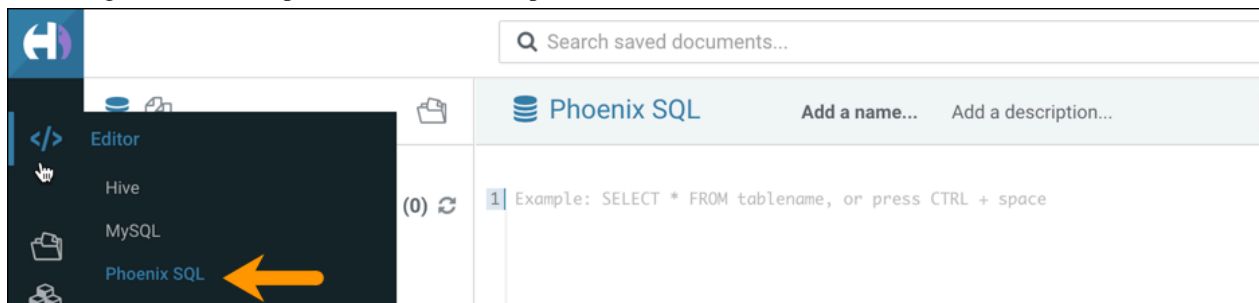 Search saved documents...
Phoenix SQL Add a name... Add a description...
</> Editor
Hive
(0)
MySQL
Phoenix SQL
1 Example: SELECT * FROM tablename, or press CTRL + space